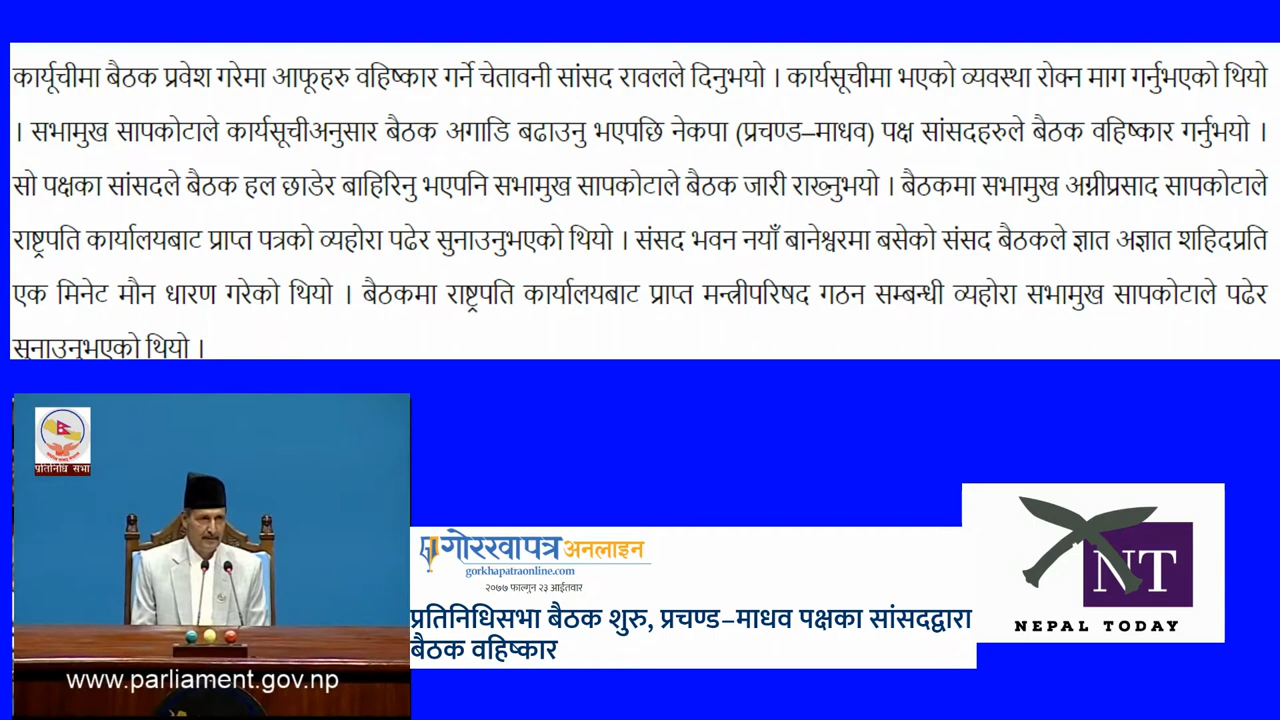 कार्यूचीमा बैठक प्रवेश गरेमा आफूहरु वहिष्कार गर्ने चेतावनी सांसद रावलले दिनुभयो । कार्यसूचीमा भएको व्यवस्था रोक्न माग गर्नुभएको थियो
। सभामुख सापकोटाले कार्यसूचीअनुसार बैठक अगाडि बढाउनु भएपछि नेकपा (प्रचण्ड–माधव) पक्ष सांसदहरुले बैठक वहिष्कार गर्नुभयो ।
सो पक्षका सांसदले बैठक हल छाडेर बाहिरिनु भएपनि सभामुख सापकोटाले बैठक जारी राख्नुभयो । बैठकमा सभामुख अग्नीप्रसाद सापकोटाले
राष्ट्रपति कार्यालयबाट प्राप्त पत्रको व्यहोरा पढेर सुनाउनुभएको थियो । संसद भवन नयाँ बानेश्वरमा बसेको संसद बैठकले ज्ञात अज्ञात शहिदप्रति
एक मिनेट मौन धारण गरेको थियो । बैठकमा राष्ट्रपति कार्यालयबाट प्राप्त मन्त्रीपरिषद गठन सम्बन्धी व्यहोरा सभामुख सापकोटाले पढेर
सुनाउनुभएको थियो ।
प्रतिनिधि सभा
www.parliament.gov.np
गोरखापत्र अनलाइन
gorkhapatraonline.com
२०७७ फाल्गुन २३ आईतवार
प्रतिनिधिसभा बैठक शुरु, प्रचण्ड–माधव पक्षका सांसदद्वारा
बैठक वहिष्कार
NT
NEPAL TODAY